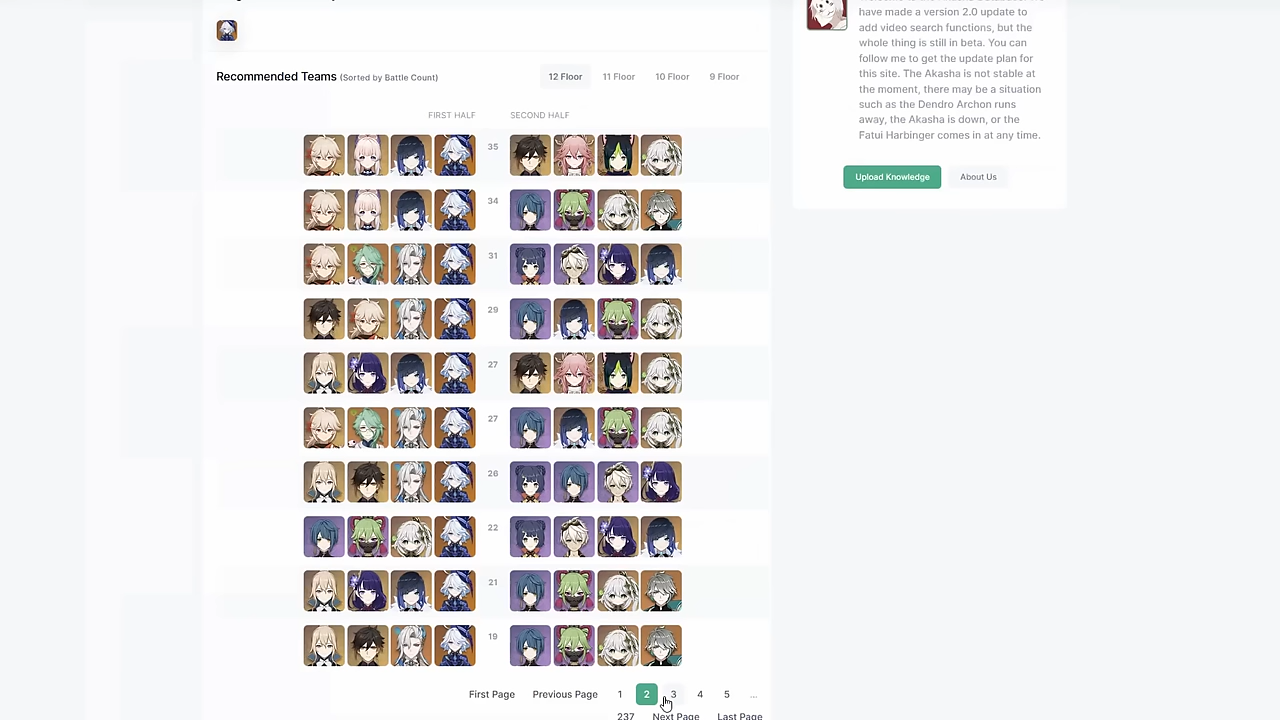 have made a version 2.0 update to
add video search functions, but the
whole thing is still in beta. You can
follow me to get the update plan for
this site. The Akasha is not stable at
the moment, there may be a situation
such as the Dendro Archon runs
away, the Akasha is down, or the
Fatui Harbinger comes in at any time.
Upload Knowledge About Us
Recommended Teams (Sorted by Battle Count) 12 Floor 11 Floor 10 Floor 9 Floor
FIRST HALF SECOND HALF
35
34
31
29
27
27
26
22
21
19
First Page Previous Page 1 2 3 4 5 ...
237 Next Page Last Page